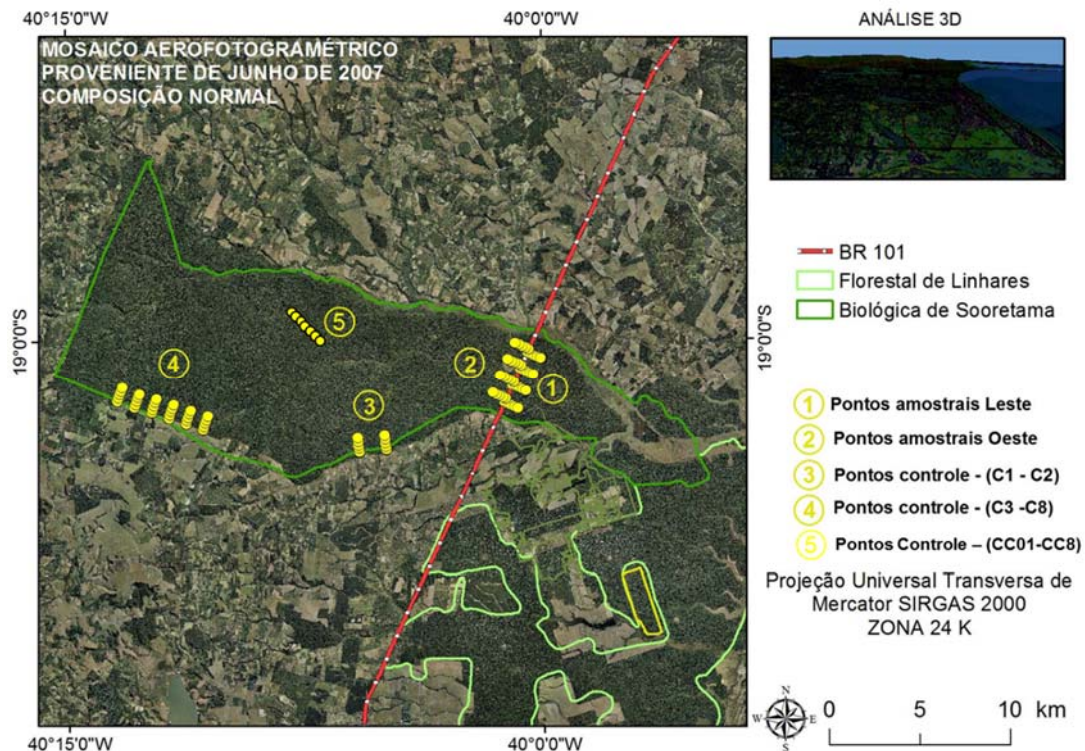 40°15'0"W
40°0'0"W
ANÁLISE 3D
MOSAICO AEROFOTOGRAMÉTRICO
PROVENIENTE DE JUNHO DE 2007
COMPOSIÇÃO NORMAL
BR 101
Florestal de Linhares
Biológica de Sooretama
19°0'0"S
19°0'0"S
5
4
2
1
3
1 Pontos amostrais Leste
2 Pontos amostrais Oeste
3 Pontos controle - (C1 - C2)
4 Pontos controle - (C3 -C8)
5 Pontos Controle – (CC01-CC8)
Projeção Universal Transversa de
Mercator SIRGAS 2000
ZONA 24 K
N
W E
S
0 5 10 km
40°15'0"W
40°0'0"W